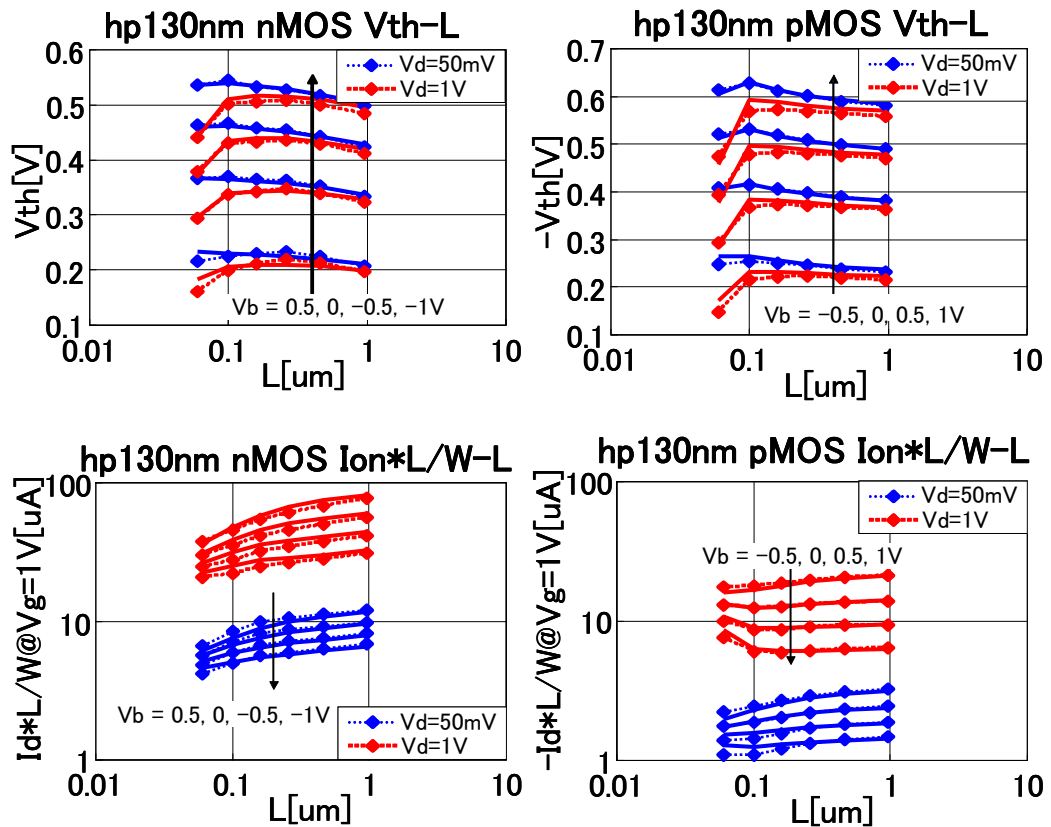 hp130nm nMOS Vth-L
Vth[V]
0.6
0.5
0.4
0.3
0.2
0.1
Vd=50mV
Vd=1V
Vb = 0.5, 0, -0.5, -1V
0.01
0.1
1
10
L[um]
hp130nm pMOS Vth-L
-Vth[V]
-0.7
0.6
0.5
0.4
0.3
0.2
0.1
Vd=50mV
Vd=1V
Vb = -0.5, 0, 0.5, 1V
0.01
0.1
1
10
L[um]
hp130nm nMOS Ion*L/W-L
Id*L/W@Vg=1V[uA]
100
10
1
Vb = 0.5, 0, -0.5, -1V
Vd=50mV
Vd=1V
0.01
0.1
1
10
L[um]
hp130nm pMOS Ion*L/W-L
-Id*L/W@Vg=1V[uA]
100
10
1
Vd=50mV
Vd=1V
Vb = -0.5, 0, 0.5, 1V
0.01
0.1
1
10
L[um]